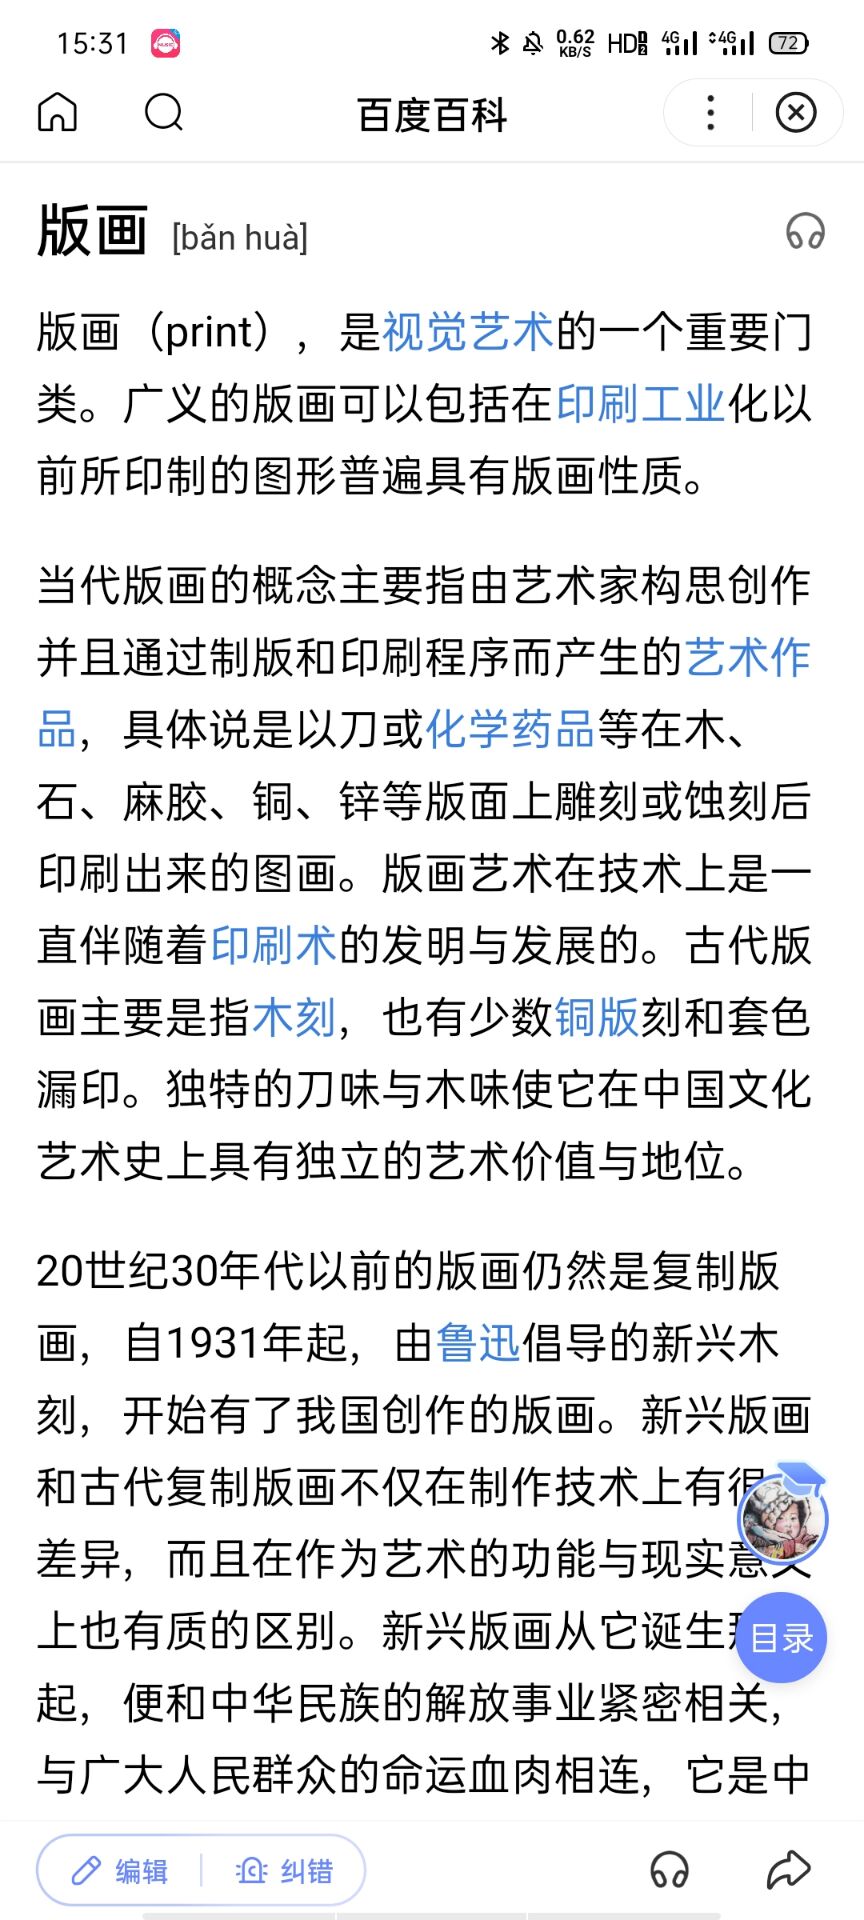 15:31
0.62 KB/S HD 4G 4G 72
百度百科
版画 [bǎn huà]
版画（print），是视觉艺术的一个重要门
类。广义的版画可以包括在印刷工业化以
前所印制的图形普遍具有版画性质。
当代版画的概念主要指由艺术家构思创作
并且通过制版和印刷程序而产生的艺术作
品，具体说是以刀或化学药品等在木、
石、麻胶、铜、锌等版面上雕刻或蚀刻后
印刷出来的图画。版画艺术在技术上是一
直伴随着印刷术的发明与发展的。古代版
画主要是指木刻，也有少数铜版刻和套色
漏印。独特的刀味与木味使它在中国文化
艺术史上具有独立的艺术价值与地位。
20世纪30年代以前的版画仍然是复制版
画，自1931年起，由鲁迅倡导的新兴木
刻，开始有了我国创作的版画。新兴版画
和古代复制版画不仅在制作技术上有很
差异，而且在作为艺术的功能与现实意义
上也有质的区别。新兴版画从它诞生
目录
起，便和中华民族的解放事业紧密相关，
与广大人民群众的命运血肉相连，它是中
编辑 纠错